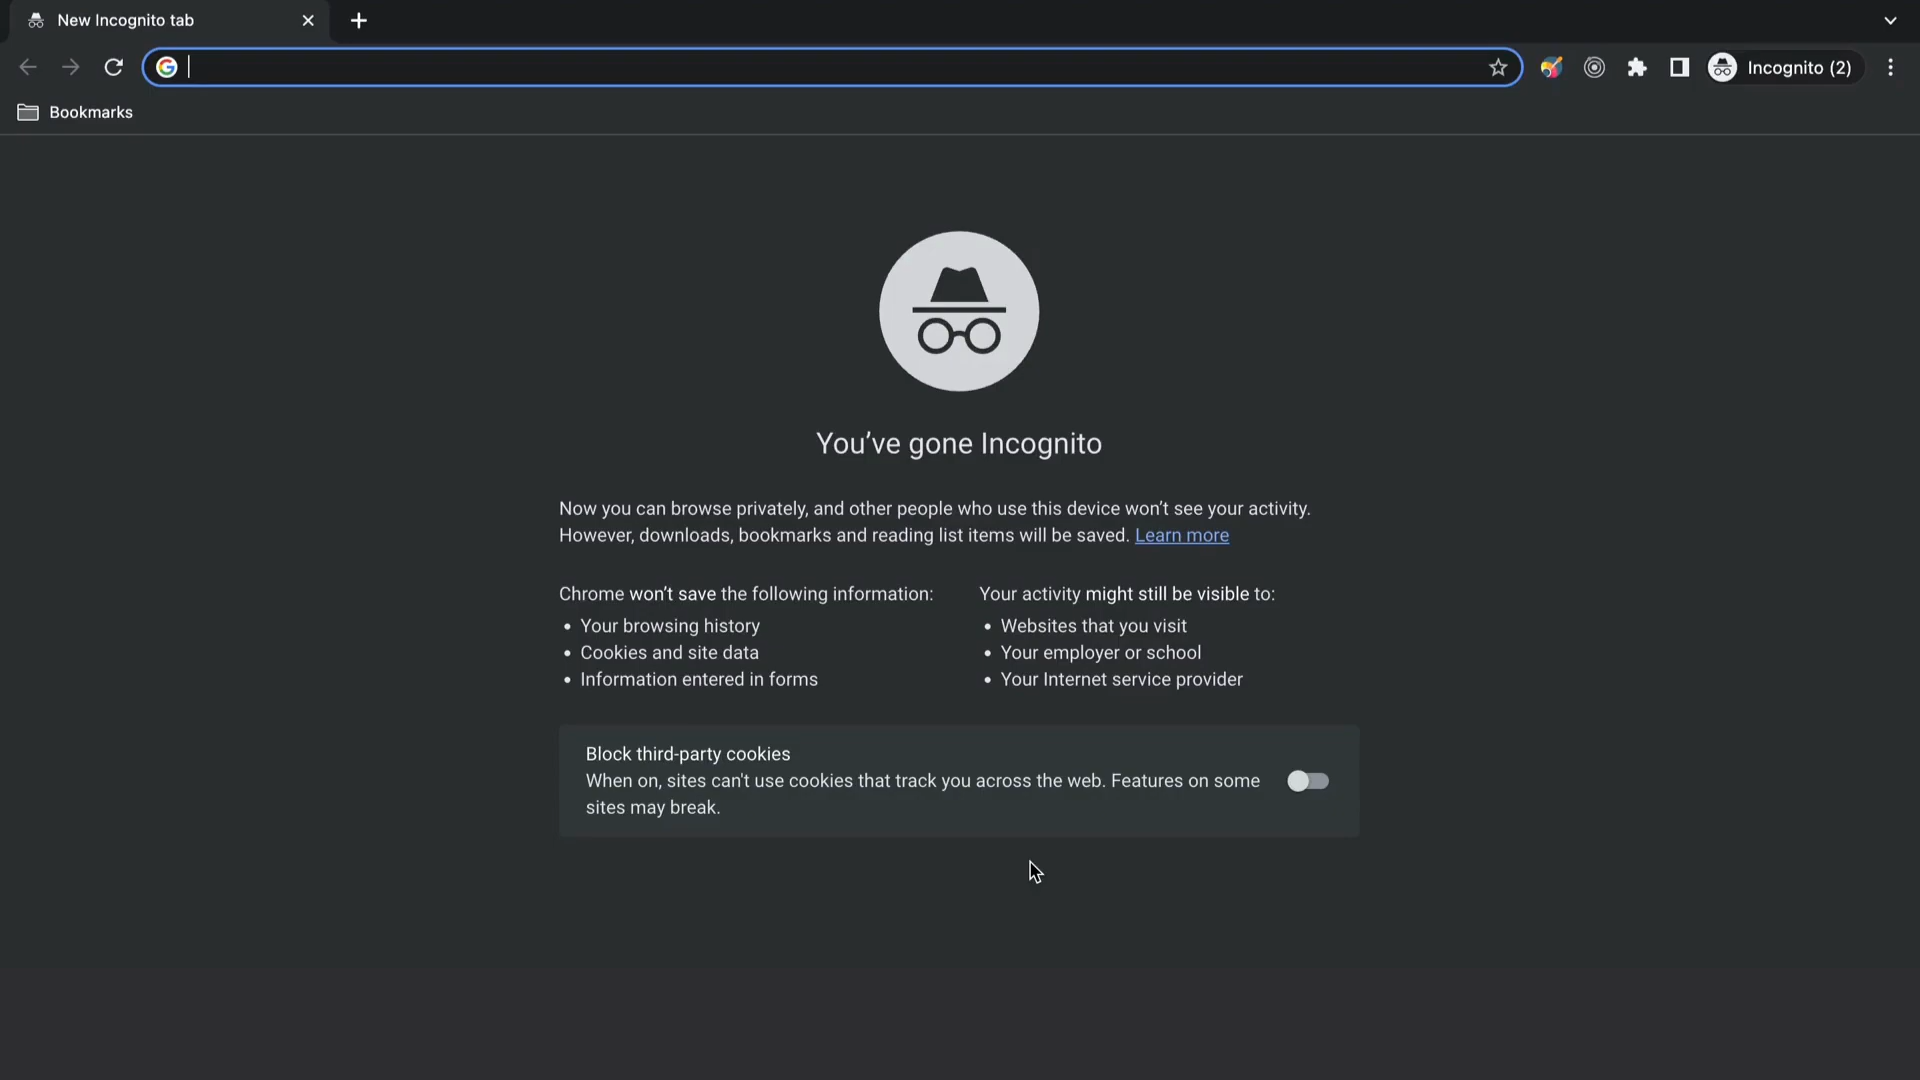 New Incognito tab
Incognito (2)
Bookmarks
You’ve gone Incognito
Now you can browse privately, and other people who use this device won’t see your activity.
However, downloads, bookmarks and reading list items will be saved. Learn more
Chrome won’t save the following information:
• Your browsing history
• Cookies and site data
• Information entered in forms
Your activity might still be visible to:
• Websites that you visit
• Your employer or school
• Your Internet service provider
Block third-party cookies
When on, sites can't use cookies that track you across the web. Features on some
sites may break.